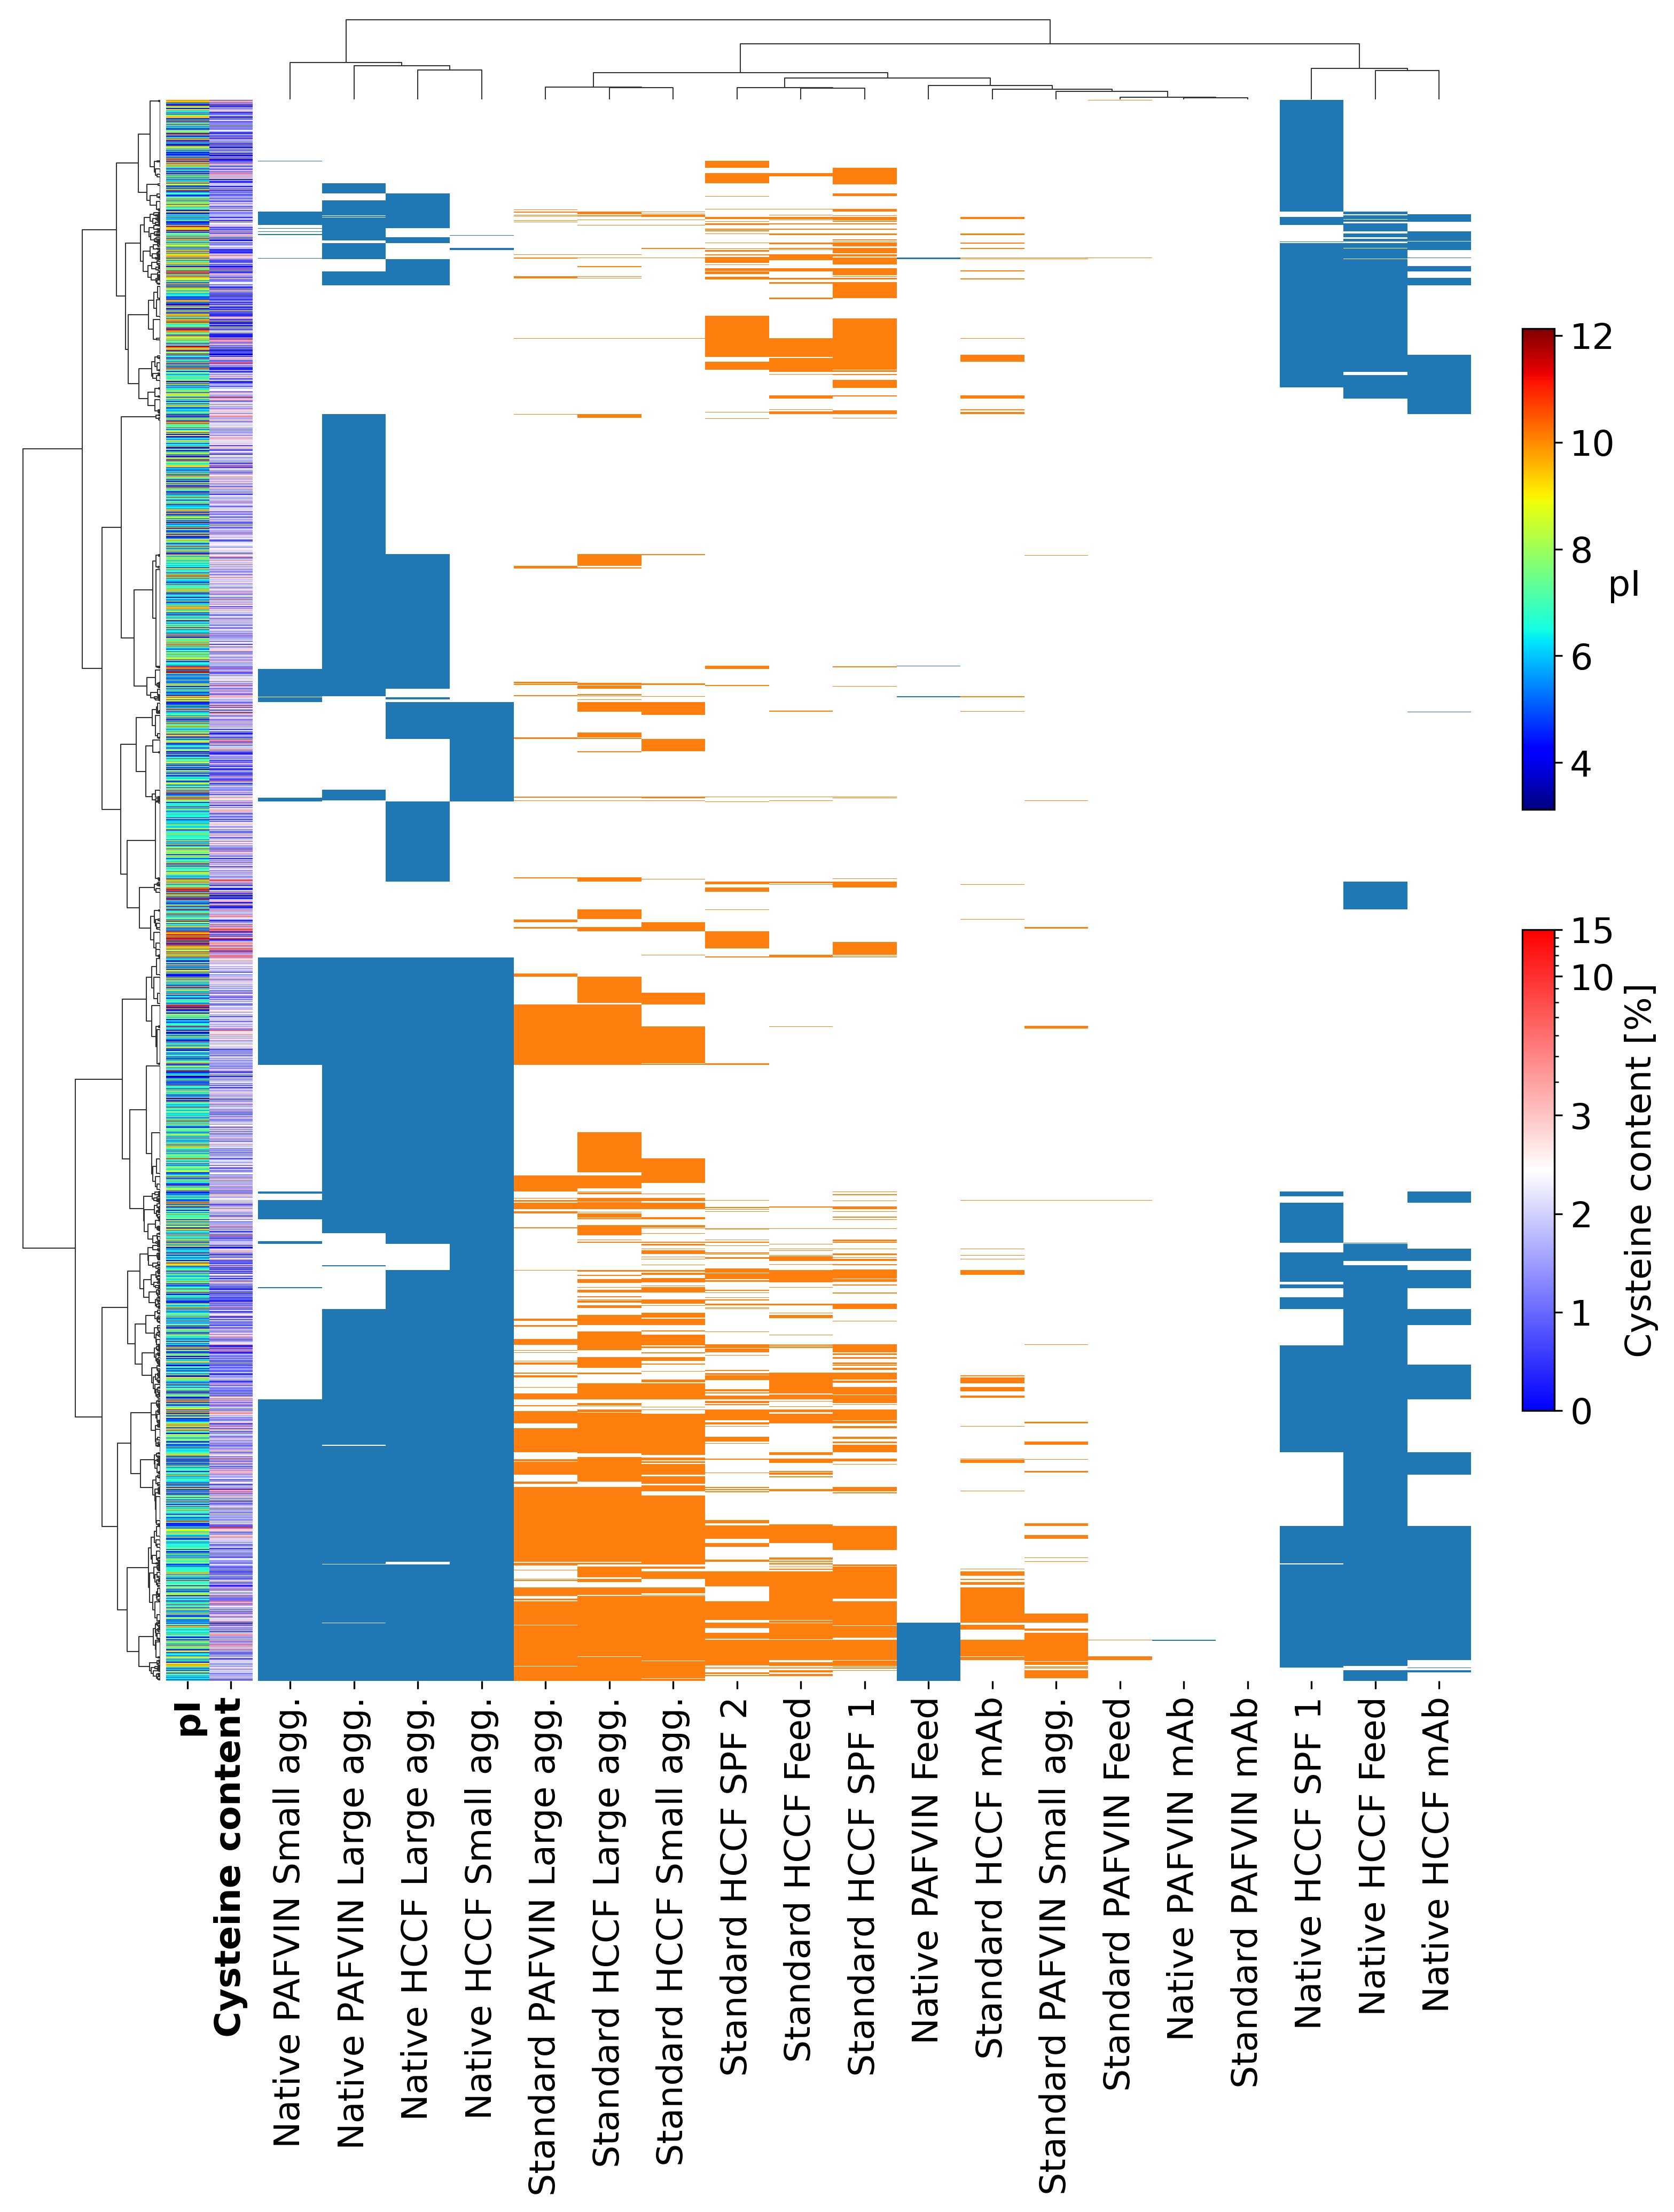 12
10
8
6
4
pI
15
10
3
2
1
0
Cysteine content [%]
pI
Cysteine content
Native PAFVIN Small agg.
Native PAFVIN Large agg.
Native HCCF Large agg.
Native HCCF Small agg.
Standard PAFVIN Large agg.
Standard HCCF Large agg.
Standard HCCF Small agg.
Standard HCCF SPF 2
Standard HCCF Feed
Standard HCCF SPF 1
Native PAFVIN Feed
Standard HCCF mAb
Standard PAFVIN Small agg.
Standard PAFVIN Feed
Native PAFVIN mAb
Standard PAFVIN mAb
Native HCCF SPF 1
Native HCCF Feed
Native HCCF mAb